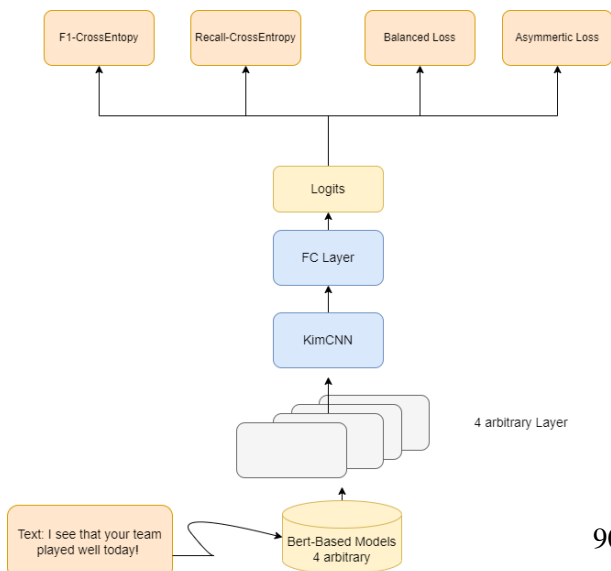 F1-CrossEntopy
Recall-CrossEntropy
Balanced Loss
Asymmertic Loss
Logits
FC Layer
KimCNN
4 arbitrary Layer
Text: I see that your team
played well today!
Bert-Based Models
4 arbitrary
90